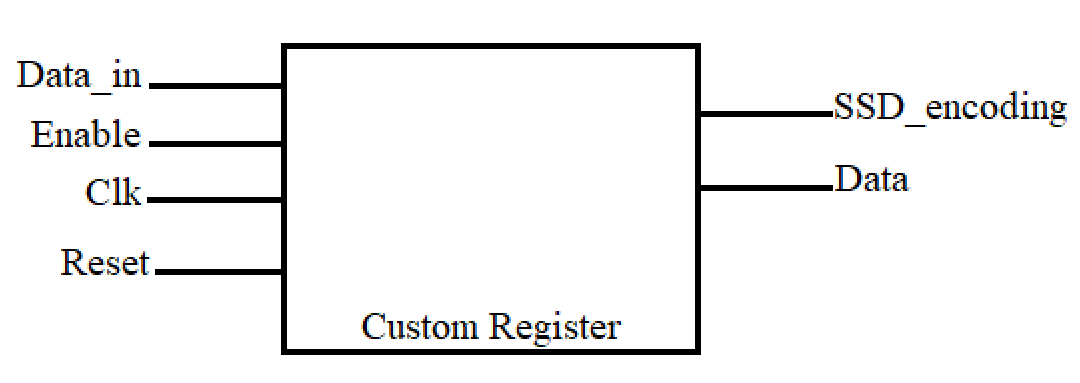 Data_in
Enable
Clk
Reset
SSD_encoding
Data
Custom Register